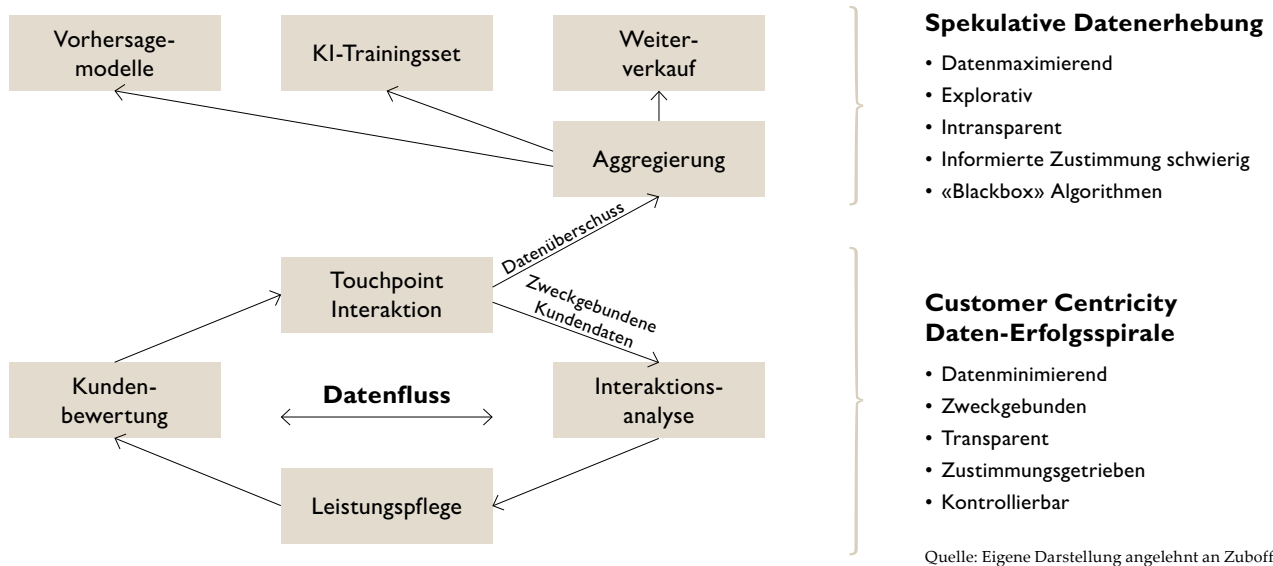 Vorhersage-
modelle
KI-Trainingsset
Weiter-
verkauf
Aggregierung
Datenüberschuss
Touchpoint
Interaktion
Zweckgebundene
Kundendaten
Kunden-
bewertung
Datenfluss
Interaktions-
analyse
Leistungspflege
Spekulative Datenerhebung
• Datenmaximierend
• Explorativ
• Intransparent
• Informierte Zustimmung schwierig
• «Blackbox» Algorithmen
Customer Centricity
Daten-Erfolgsspirale
• Datenminimierend
• Zweckgebunden
• Transparent
• Zustimmungsgetrieben
• Kontrollierbar
Quelle: Eigene Darstellung angelehnt an Zuboff